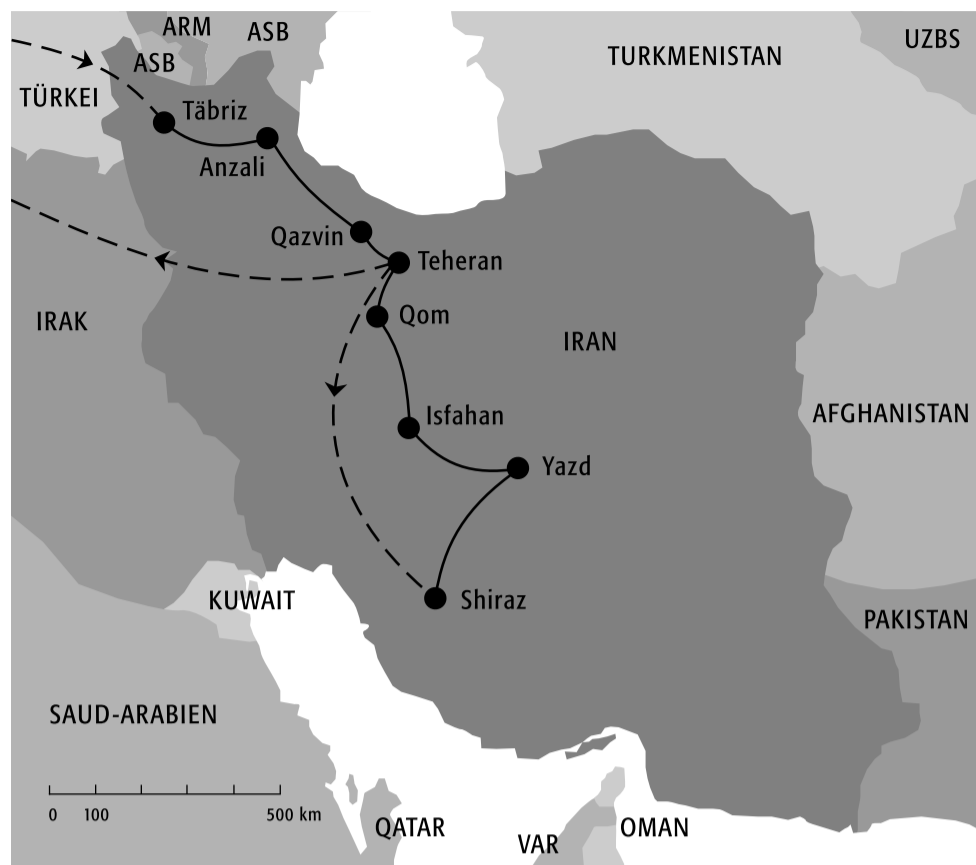 ARM
ASB
ASB
UZBS
TURKMENISTAN
TÜRKEI
Täbriz
Anzali
Qazvin
Teheran
IRAK
Qom
IRAN
Isfahan
AFGHANISTAN
Yazd
KUWAIT
Shiraz
PAKISTAN
SAUD-ARABIEN
0 100 500 km
QATAR
VAR
OMAN